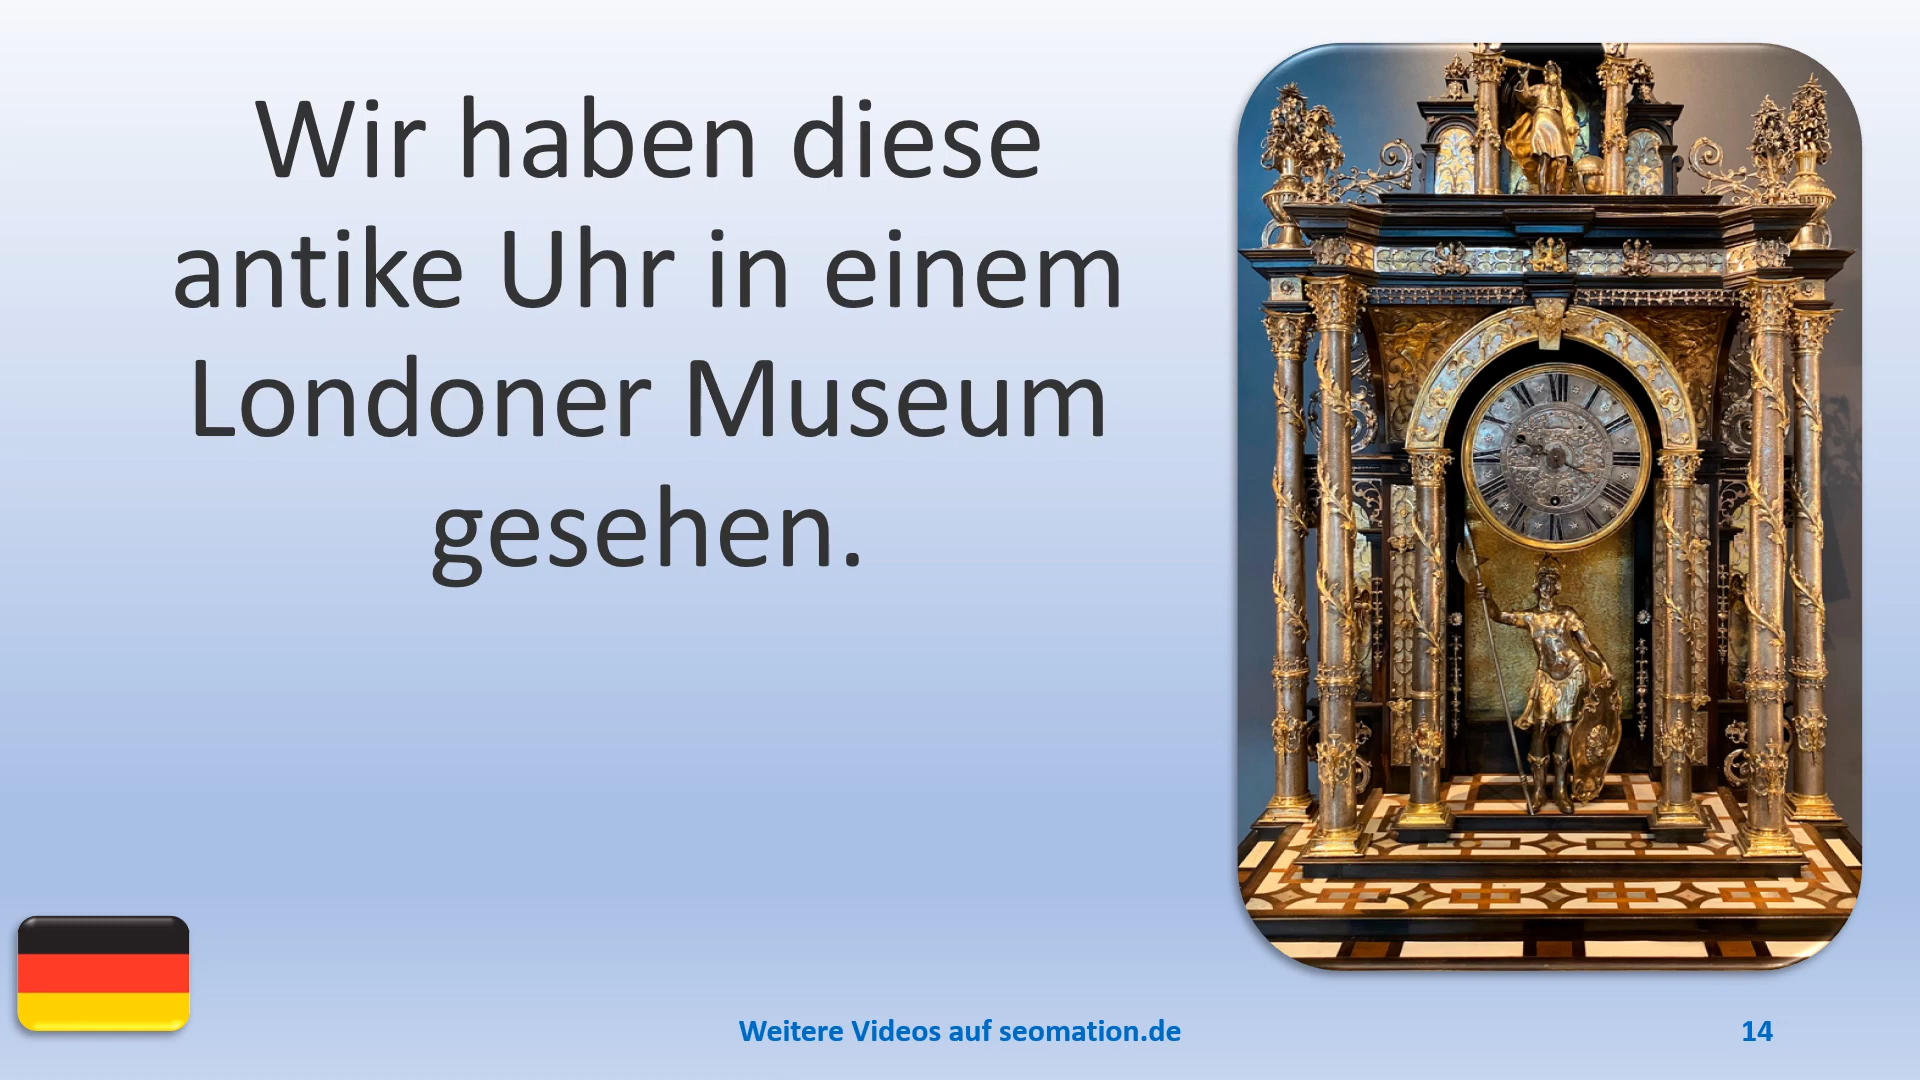 Wir haben diese
antike Uhr in einem
Londoner Museum
gesehen.
Weitere Videos auf seomation.de
14